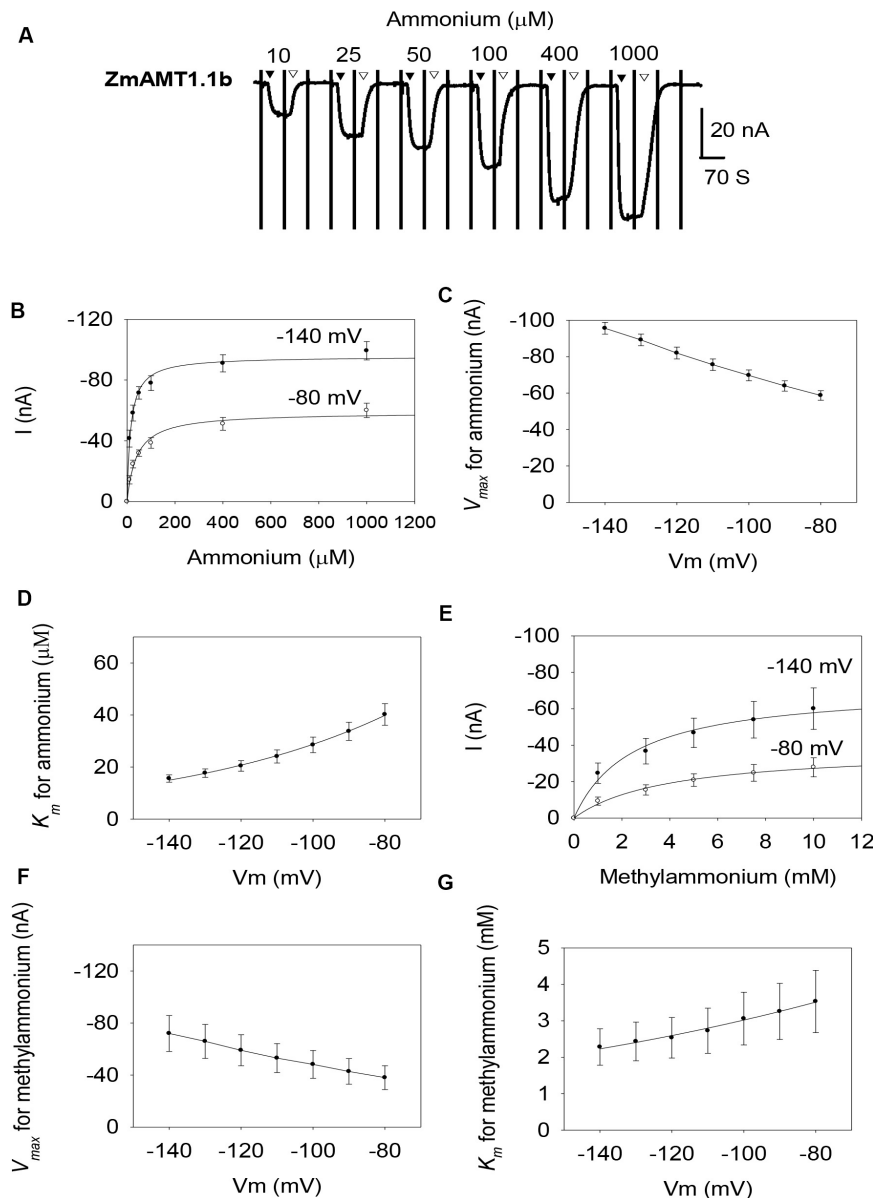 A
Ammonium (μM)
10 25 50 100 400 1000
ZmAMT1.1b
20 nA
70 S
B
I (nA)
-120
-80
-40
0
-140 mV
-80 mV
0 200 400 600 800 1000 1200
Ammonium (μM)
C
Vmax for ammonium (nA)
-100
-80
-60
-40
-20
0
-140 -120 -100 -80
Vm (mV)
D
Km for ammonium (μM)
60
40
20
0
-140 -120 -100 -80
Vm (mV)
E
I (nA)
-100
-80
-60
-40
-20
0
-140 mV
-80 mV
0 2 4 6 8 10 12
Methylammonium (mM)
F
Vmax for methylammonium (nA)
-120
-80
-40
0
-140 -120 -100 -80
Vm (mV)
G
Km for methylammonium (mM)
5
4
3
2
1
0
-140 -120 -100 -80
Vm (mV)